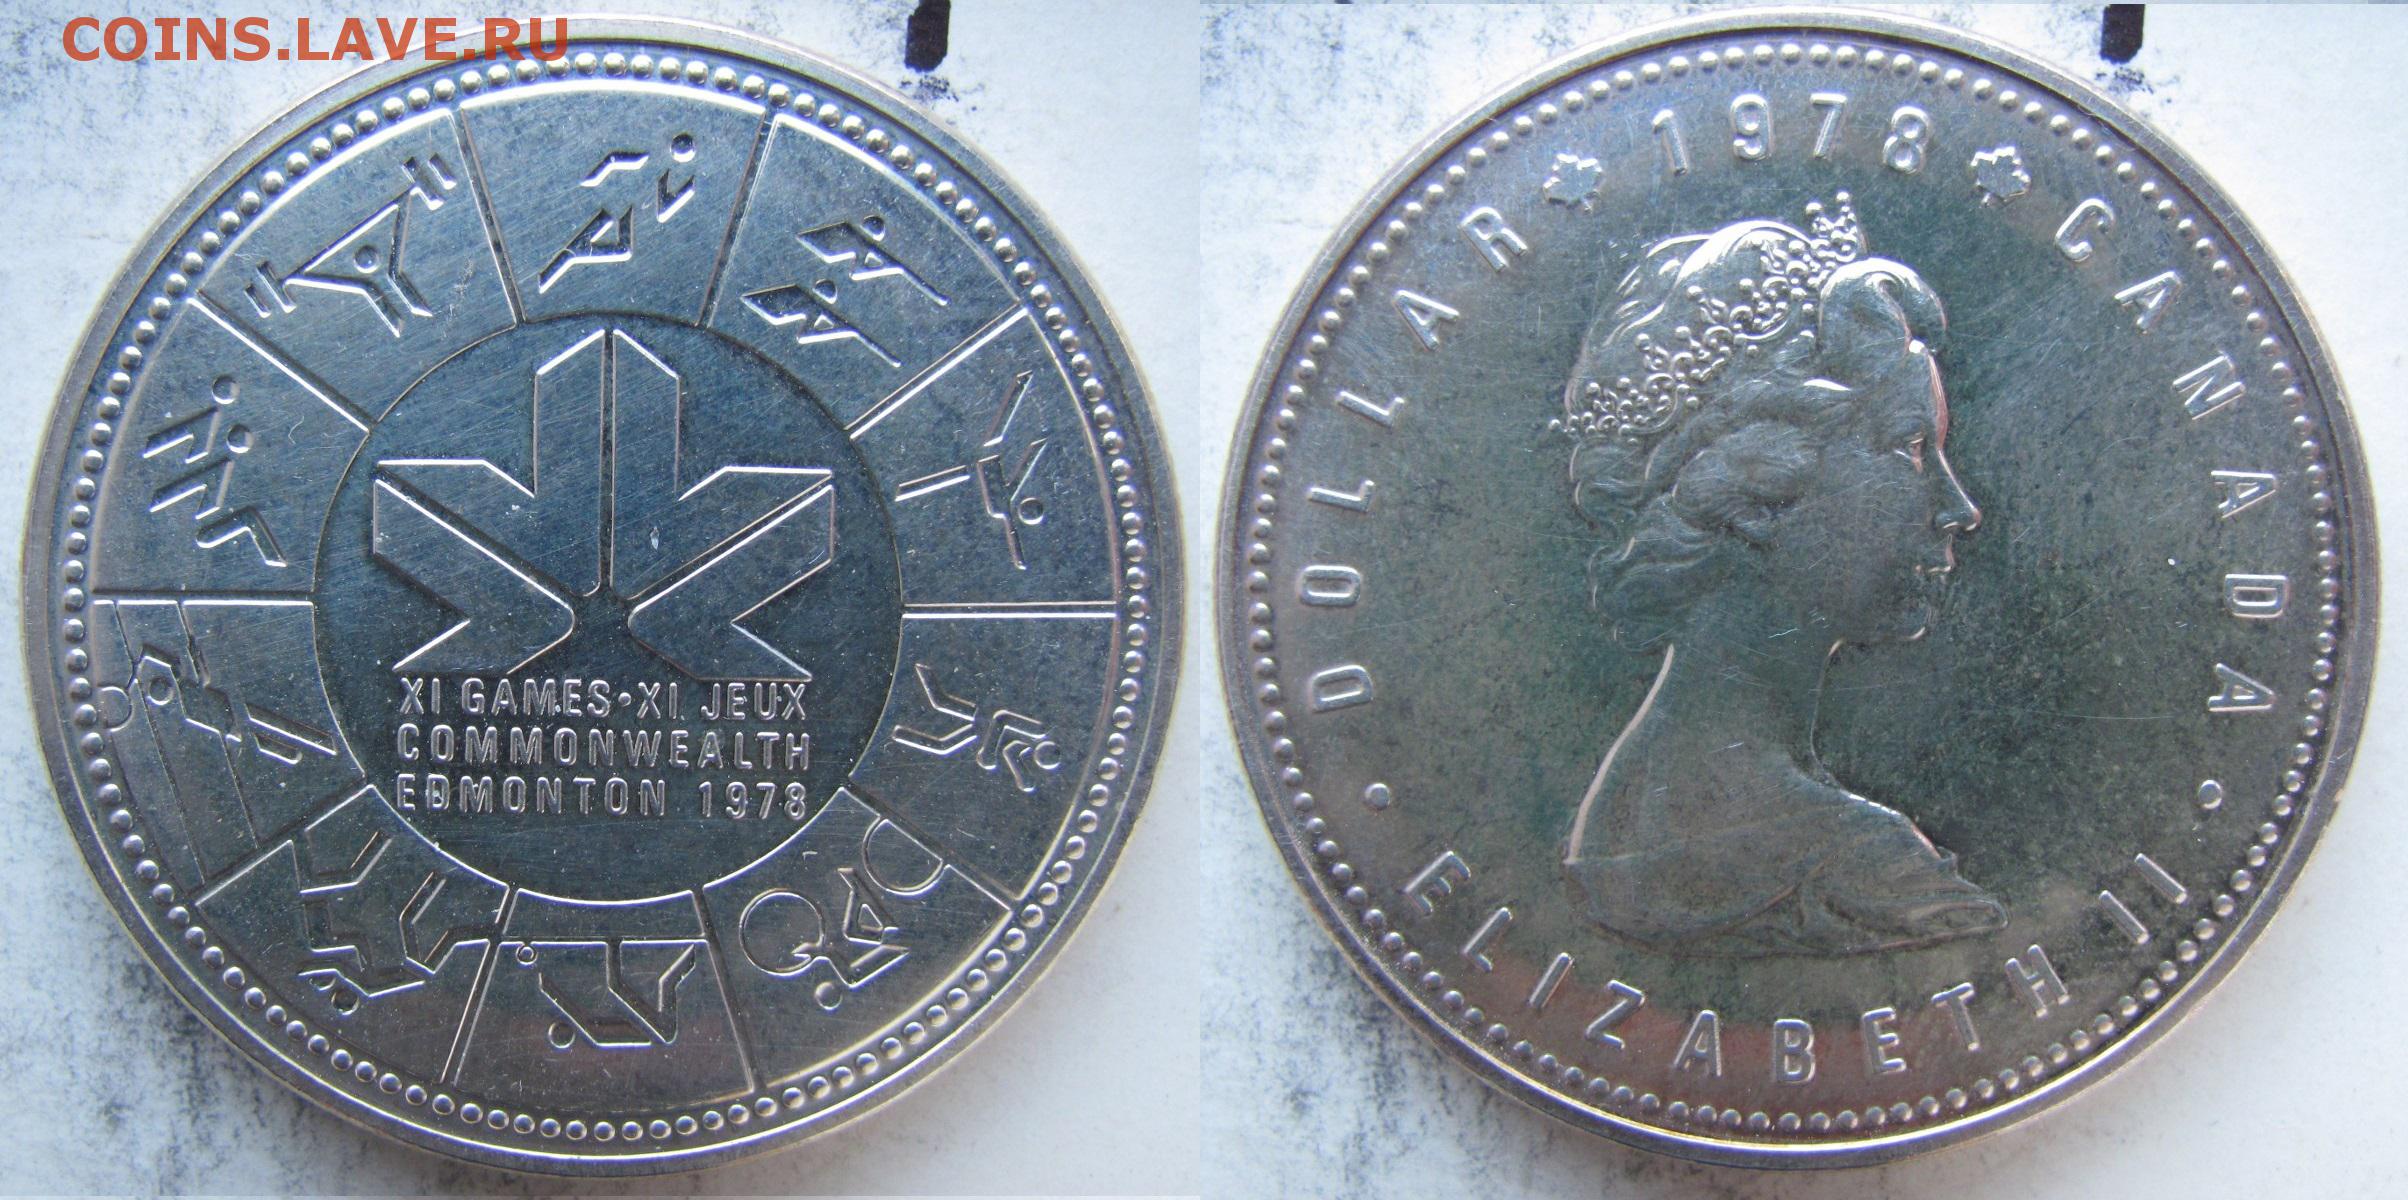 COINS.LAVE.RU
XI GAMES·XI JEUX
COMMONWEALTH
EDMONTON 1978
DOLLAR 1978 CANADA
· ELIZABETH II ·